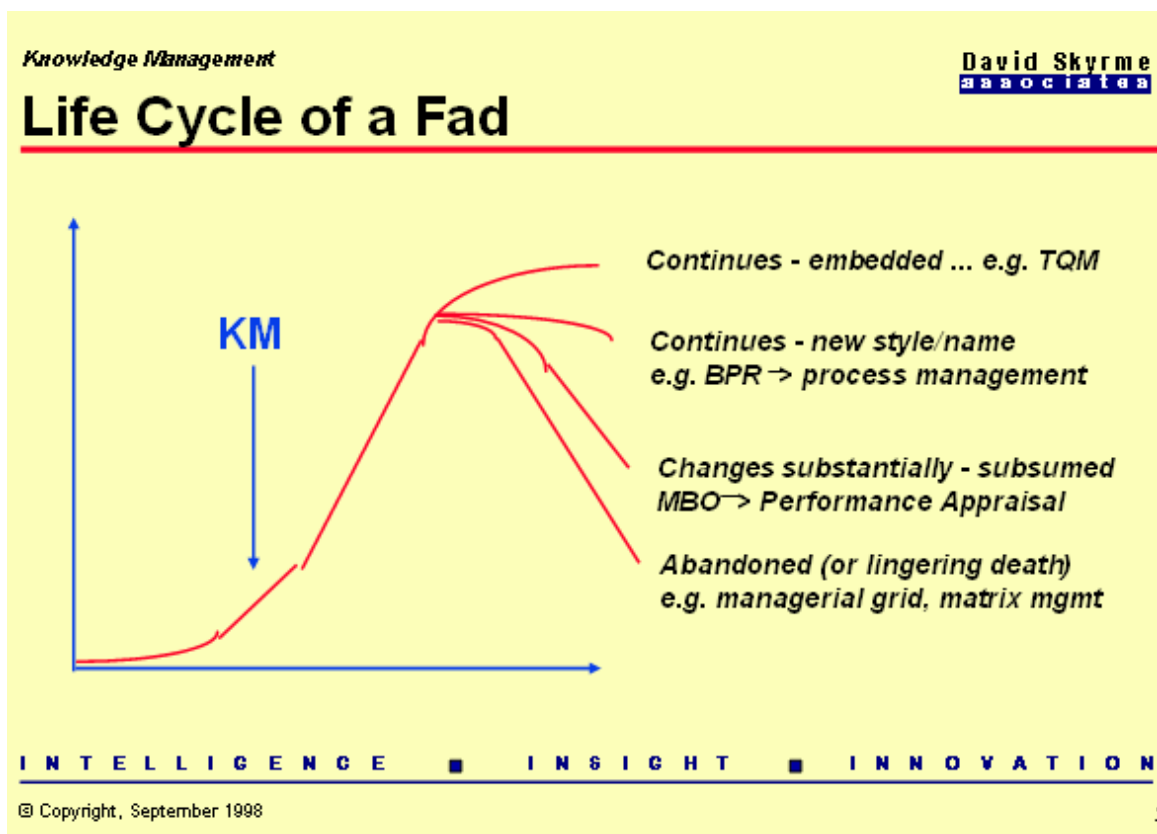 Knowledge Management
David Skyrme
associates
Life Cycle of a Fad
KM
Continues - embedded ... e.g. TQM
Continues - new style/name
e.g. BPR –> process management
Changes substantially - subsumed
MBO–> Performance Appraisal
Abandoned (or lingering death)
e.g. managerial grid, matrix mgmt
INTELLIGENCE ■ INSIGHT ■ INNOVATION
© Copyright, September 1998